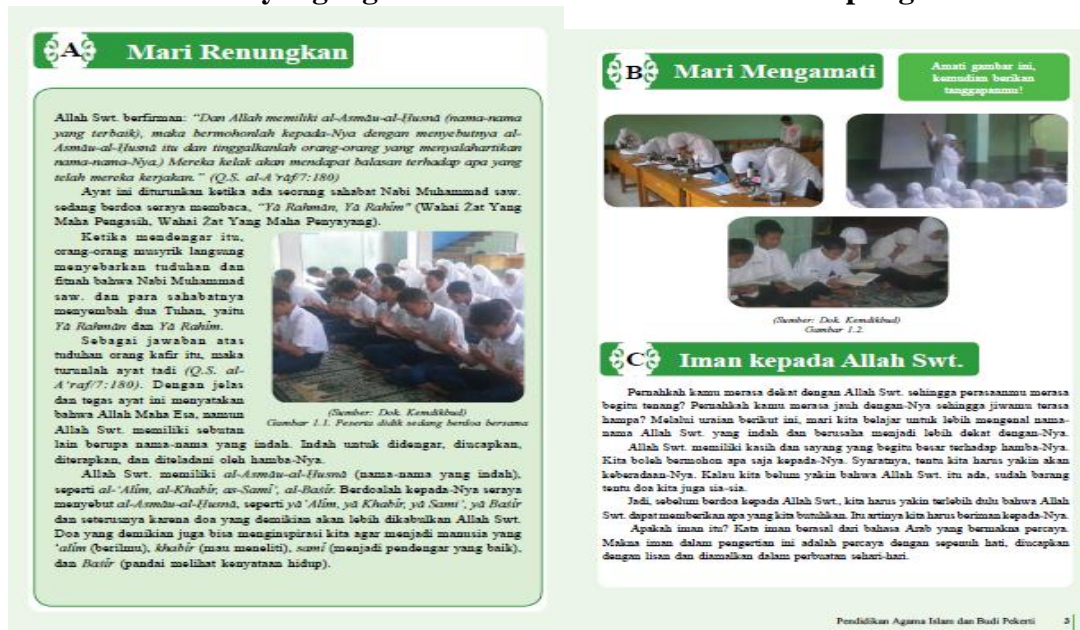 A Mari Renungkan
Allah Swt. berfirman: “Dan Allah memiliki al-Asmāu-al-Ḥusnā (nama-nama
yang terbaik), maka bermohonlah kepada-Nya dengan menyebutnya al-
Asmāu-al-Ḥusnā itu dan tinggalkanlah orang-orang yang menyalahartikan
nama-nama-Nya.) Mereka kelak akan mendapat balasan terhadap apa yang
telah mereka kerjakan.” (Q.S. al-A‘rāf/7:180)
Ayat ini diturunkan ketika ada seorang sahabat Nabi Muhammad saw.
sedang berdoa seraya membaca, “Yā Rahmān, Yā Rahīm” (Wahai Żat Yang
Maha Pengasih, Wahai Żat Yang Maha Penyayang).
Ketika mendengar itu,
orang-orang musyrik langsung
menyebarkan tuduhan dan
fitnah bahwa Nabi Muhammad
saw. dan para sahabatnya
menyembah dua Tuhan, yaitu
Yā Rahmān dan Yā Rahīm.
Sebagai jawaban atas
tuduhan orang kafir itu, maka
turunlah ayat tadi (Q.S. al-
A‘raf/7:180). Dengan jelas
dan tegas ayat ini menyatakan
bahwa Allah Maha Esa, namun
Allah Swt. memiliki sebutan
lain berupa nama-nama yang indah. Indah untuk didengar, diucapkan,
diterapkan, dan diteladani oleh hamba-Nya.
(Sumber: Dok. Kemdikbud)
Gambar 1.1. Peserta didik sedang berdoa bersama
Allah Swt. memiliki al-Asmāu-al-Ḥusnā (nama-nama yang indah),
seperti al-‘Alīm, al-Khabīr, as-Samī‘, al-Baṣīr. Berdoalah kepada-Nya seraya
menyebut al-Asmāu-al-Ḥusnā, seperti yā ‘Alīm, yā Khabīr, yā Samī‘, yā Baṣīr
dan seterusnya karena doa yang demikian akan lebih dikabulkan Allah Swt.
Doa yang demikian juga bisa menginspirasi kita agar menjadi manusia yang
‘alīm (berilmu), khabīr (mau meneliti), samī (menjadi pendengar yang baik),
dan Baṣīr (pandai melihat kenyataan hidup).
B Mari Mengamati
Amati gambar ini,
kemudian berikan
tanggapanmu!
(Sumber: Dok. Kemdikbud)
Gambar 1.2.
C Iman kepada Allah Swt.
Pernahkah kamu merasa dekat dengan Allah Swt. sehingga perasaanmu merasa
begitu tenang? Pernahkah kamu merasa jauh dengan-Nya sehingga jiwamu terasa
hampa? Melalui uraian berikut ini, mari kita belajar untuk lebih mengenal nama-
nama Allah Swt. yang indah dan berusaha menjadi lebih dekat dengan-Nya.
Allah Swt. memiliki kasih dan sayang yang begitu besar terhadap hamba-Nya.
Kita boleh bermohon apa saja kepada-Nya. Syaratnya, tentu kita harus yakin akan
keberadaan-Nya. Kalau kita belum yakin bahwa Allah Swt. itu ada, sudah barang
tentu doa kita juga sia-sia.
Jadi, sebelum berdoa kepada Allah Swt., kita harus yakin terlebih dulu bahwa Allah
Swt. dapat memberikan apa yang kita butuhkan. Itu artinya kita harus beriman kepada-Nya.
Apakah iman itu? Kata iman berasal dari bahasa Arab yang bermakna percaya.
Makna iman dalam pengertian ini adalah percaya dengan sepenuh hati, diucapkan
dengan lisan dan diamalkan dalam perbuatan sehari-hari.
Pendidikan Agama Islam dan Budi Pekerti 3